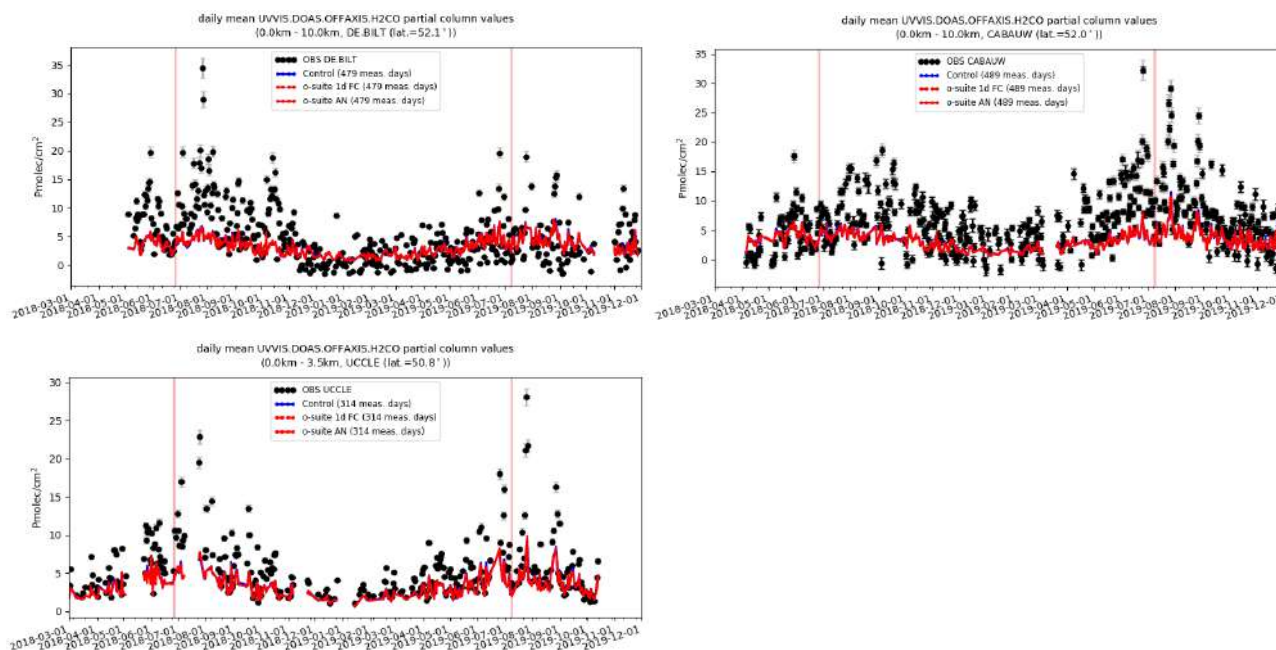 daily mean UVVIS.DOAS.OFFAXIS.H2CO partial column values
(0.0km - 10.0km, DE.BILT (lat.=52.1°))
OBS DE.BILT
Control (479 meas. days)
o-suite 1d FC (479 meas. days)
o-suite AN (479 meas. days)
Pmolec/cm²
35
30
25
20
15
10
5
0
2018-03-01 2018-04-01 2018-05-01 2018-06-01 2018-07-01 2018-08-01 2018-09-01 2018-10-01 2018-11-01 2018-12-01 2019-01-01 2019-02-01 2019-03-01 2019-04-01 2019-05-01 2019-06-01 2019-07-01 2019-08-01 2019-09-01 2019-10-01 2019-11-01 2019-12-01
daily mean UVVIS.DOAS.OFFAXIS.H2CO partial column values
(0.0km - 10.0km, CABAUW (lat.=52.0°))
OBS CABAUW
Control (489 meas. days)
o-suite 1d FC (489 meas. days)
o-suite AN (489 meas. days)
Pmolec/cm²
35
30
25
20
15
10
5
0
2018-03-01 2018-04-01 2018-05-01 2018-06-01 2018-07-01 2018-08-01 2018-09-01 2018-10-01 2018-11-01 2018-12-01 2019-01-01 2019-02-01 2019-03-01 2019-04-01 2019-05-01 2019-06-01 2019-07-01 2019-08-01 2019-09-01 2019-10-01 2019-11-01 2019-12-01
daily mean UVVIS.DOAS.OFFAXIS.H2CO partial column values
(0.0km - 3.5km, UCCLE (lat.=50.8°))
OBS UCCLE
Control (314 meas. days)
o-suite 1d FC (314 meas. days)
o-suite AN (314 meas. days)
Pmolec/cm²
30
25
20
15
10
5
0
2018-03-01 2018-04-01 2018-05-01 2018-06-01 2018-07-01 2018-08-01 2018-09-01 2018-10-01 2018-11-01 2018-12-01 2019-01-01 2019-02-01 2019-03-01 2019-04-01 2019-05-01 2019-06-01 2019-07-01 2019-08-01 2019-09-01 2019-10-01 2019-11-01 2019-12-01